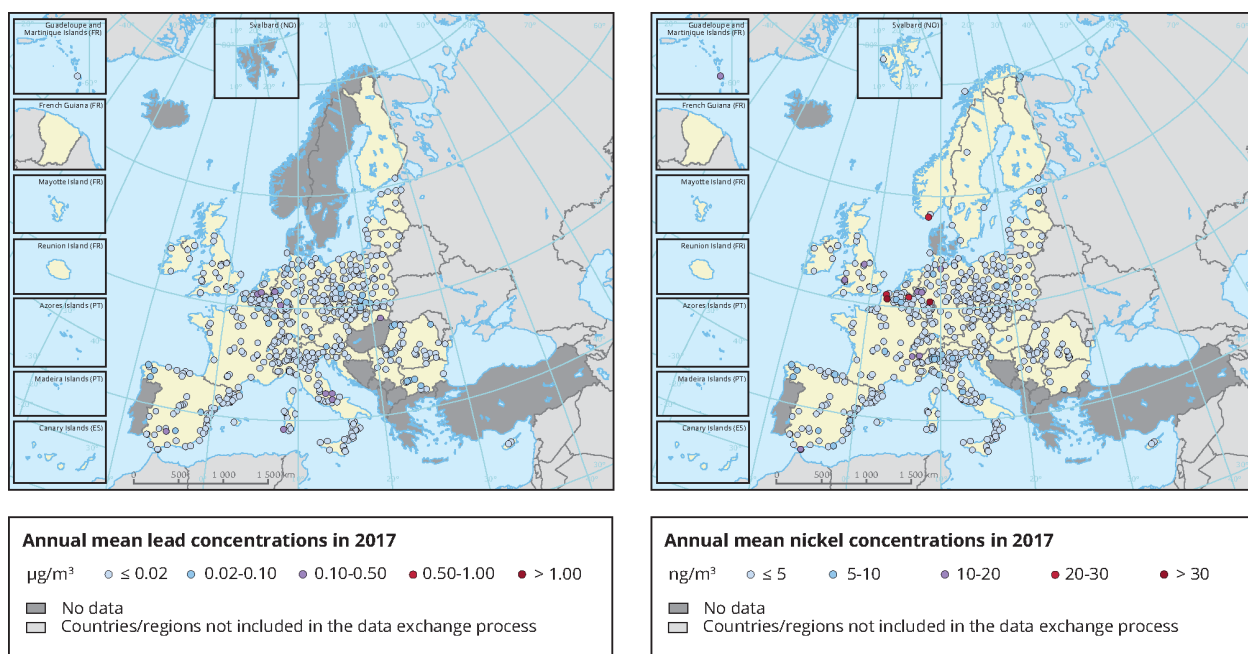 Guadeloupe and
Martinique Islands (FR)
Svalbard (NO)
French Guiana (FR)
Mayotte Island (FR)
Reunion Island (FR)
Azores Islands (PT)
Madeira Islands (PT)
Canary Islands (ES)
0 500 1 000 1 500 km
Annual mean lead concentrations in 2017
µg/m³ ≤ 0.02 0.02-0.10 0.10-0.50 0.50-1.00 > 1.00
No data
Countries/regions not included in the data exchange process
Guadeloupe and
Martinique Islands (FR)
Svalbard (NO)
French Guiana (FR)
Mayotte Island (FR)
Reunion Island (FR)
Azores Islands (PT)
Madeira Islands (PT)
Canary Islands (ES)
0 500 1 000 1 500 km
Annual mean nickel concentrations in 2017
ng/m³ ≤ 5 5-10 10-20 20-30 > 30
No data
Countries/regions not included in the data exchange process